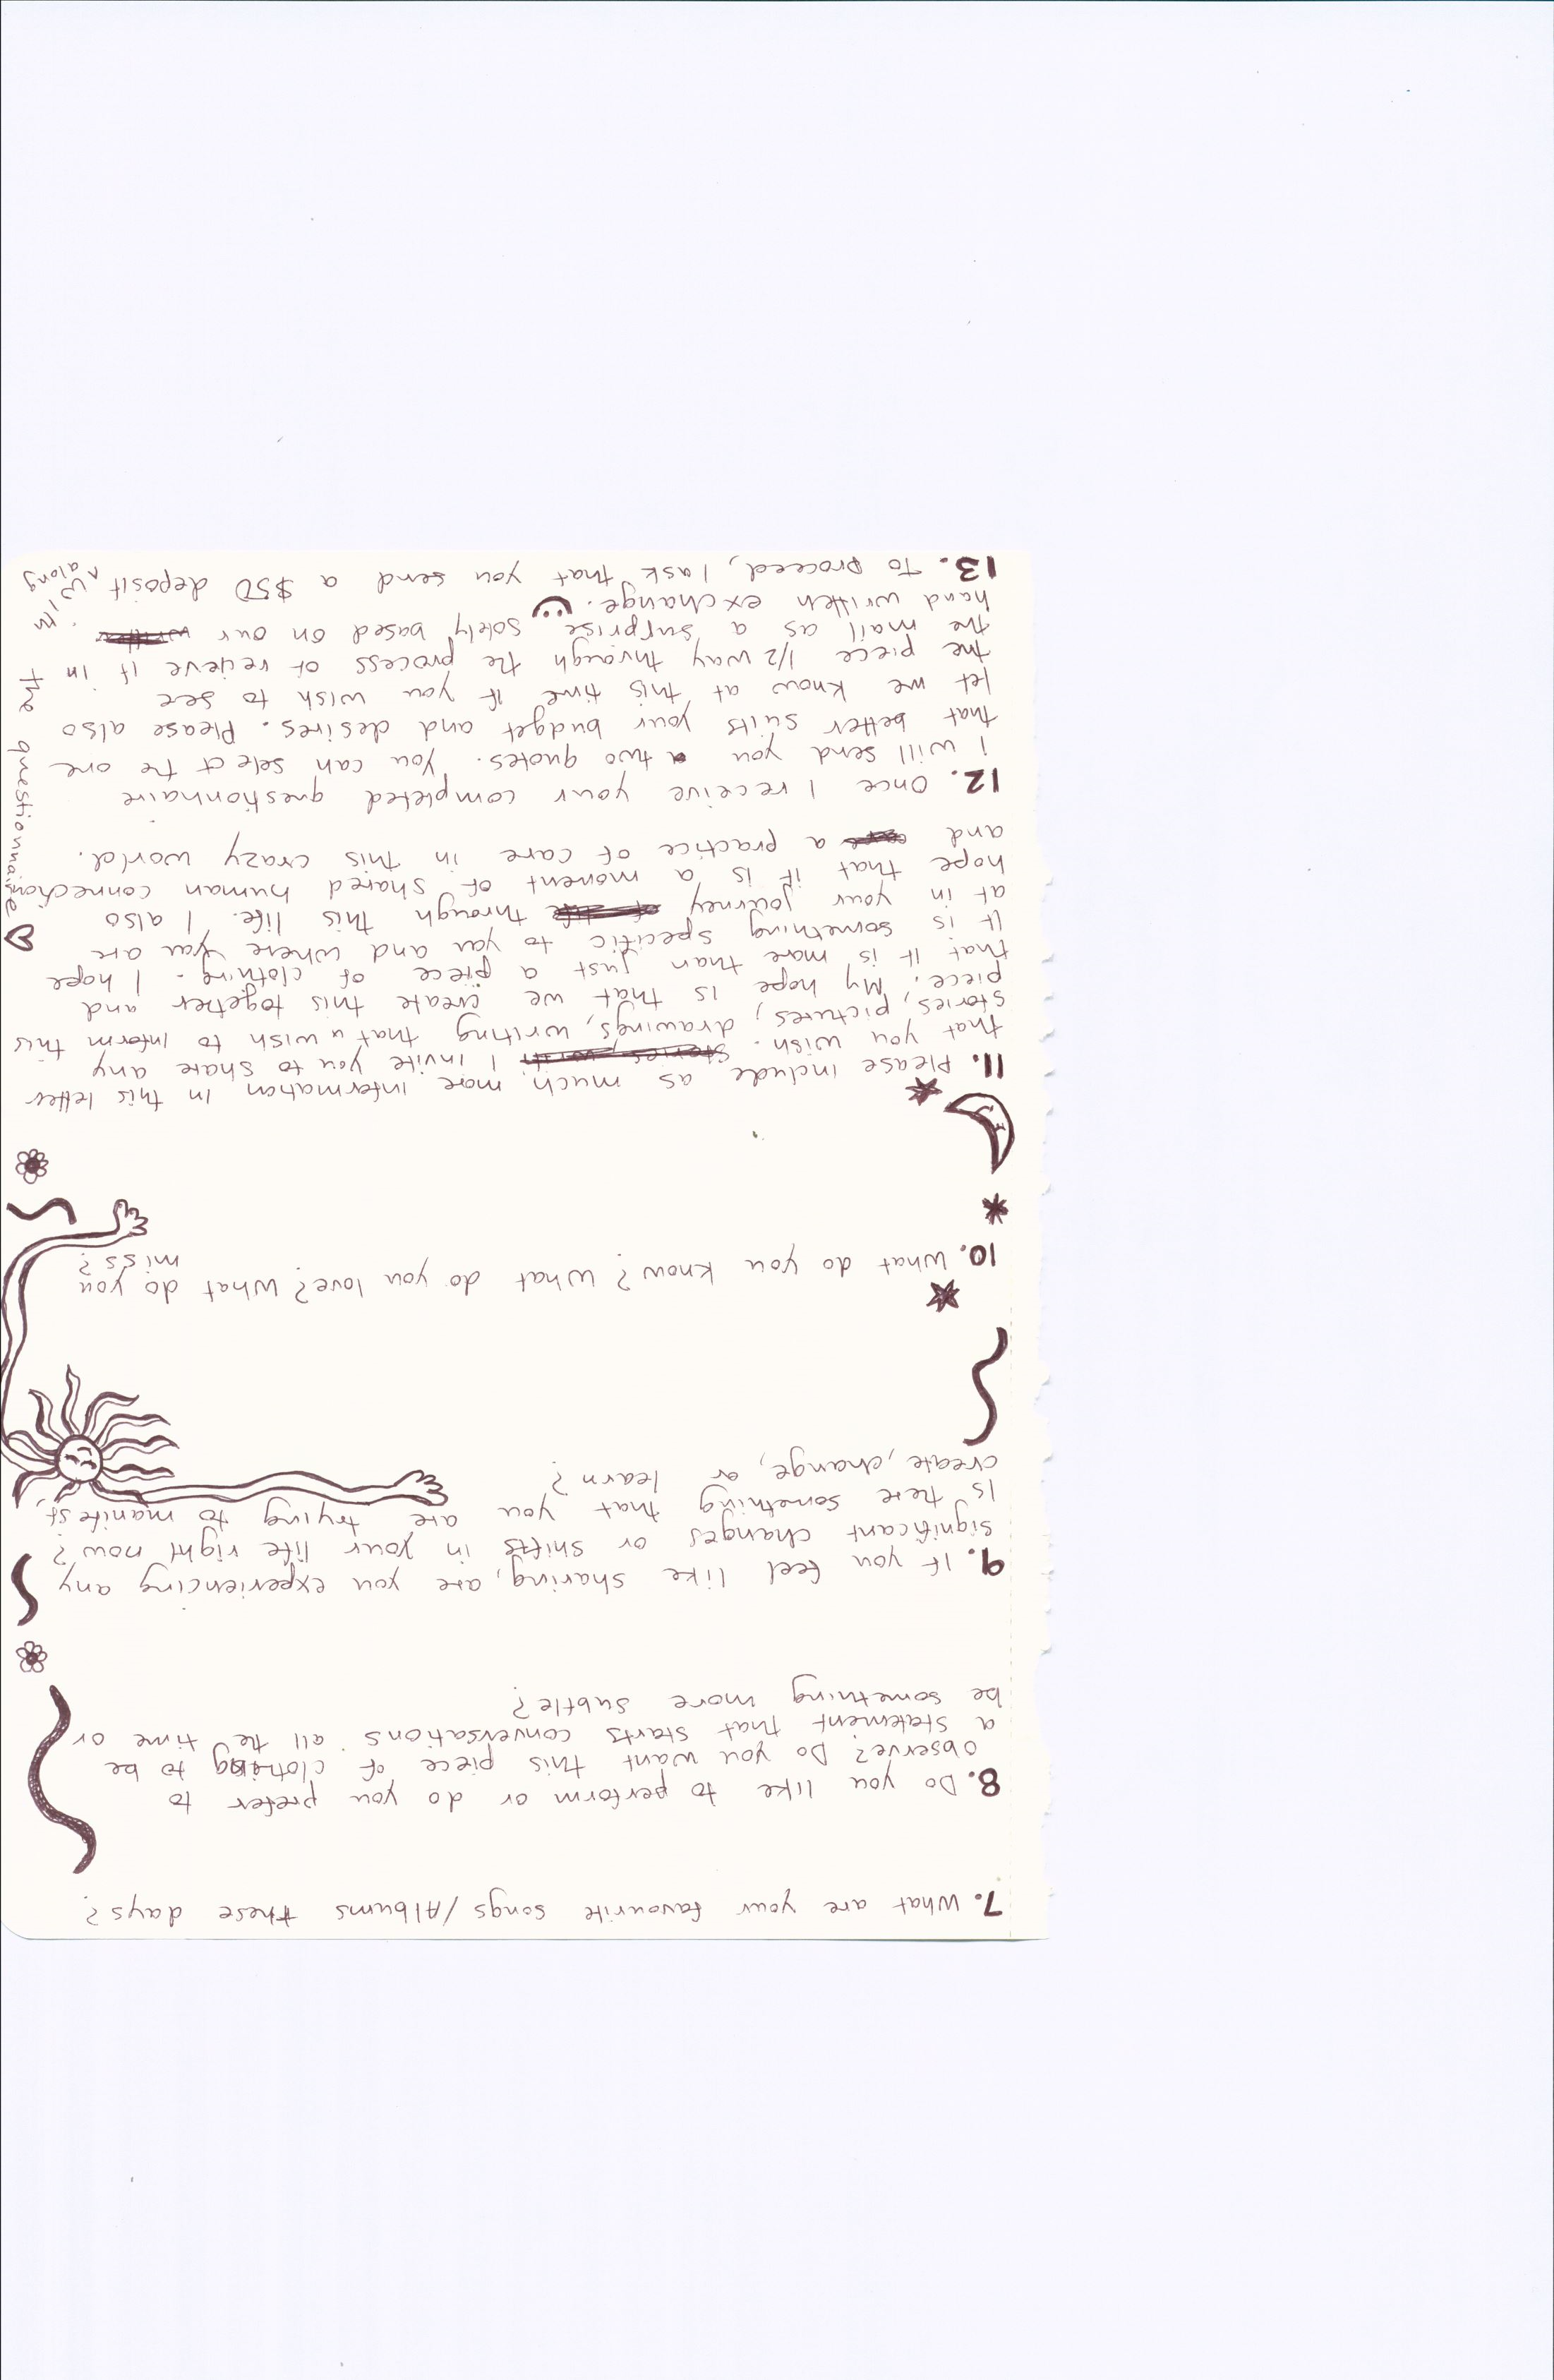 7. What are your favourite songs/Albums these days?
8. Do you like to perform or do you prefer to
observe? Do you want this piece of clothing to be
a statement that starts conversations all the time or
be something more subtle?
9. If you feel like sharing, are you experiencing any
significant changes or shifts in your life right now?
Is there something that you are trying to manifest,
create, change, or learn?
10. What do you know? What do you love? What do you
miss?
11. Please include as much more information in this letter
that you wish. I invite you to share any
stories, pictures, drawings, writing that u wish to inform this
piece. My hope is that we create this together and
that it is more than just a piece of clothing. I hope
it is something specific to you and where you are
at in your journey through this life. I also
hope that it is a moment of shared human connection
and a practice of care in this crazy world.
12. Once I receive your completed questionnaire
i will send you two quotes. You can select the one
that better suits your budget and desires. Please also
let me know at this time if you wish to see
the piece 1/2 way through the process or recieve it in
the mail as a surprise solely based on our
hand written exchange.
13. To proceed, I ask that you send a $50 deposit along
with the questionnaire